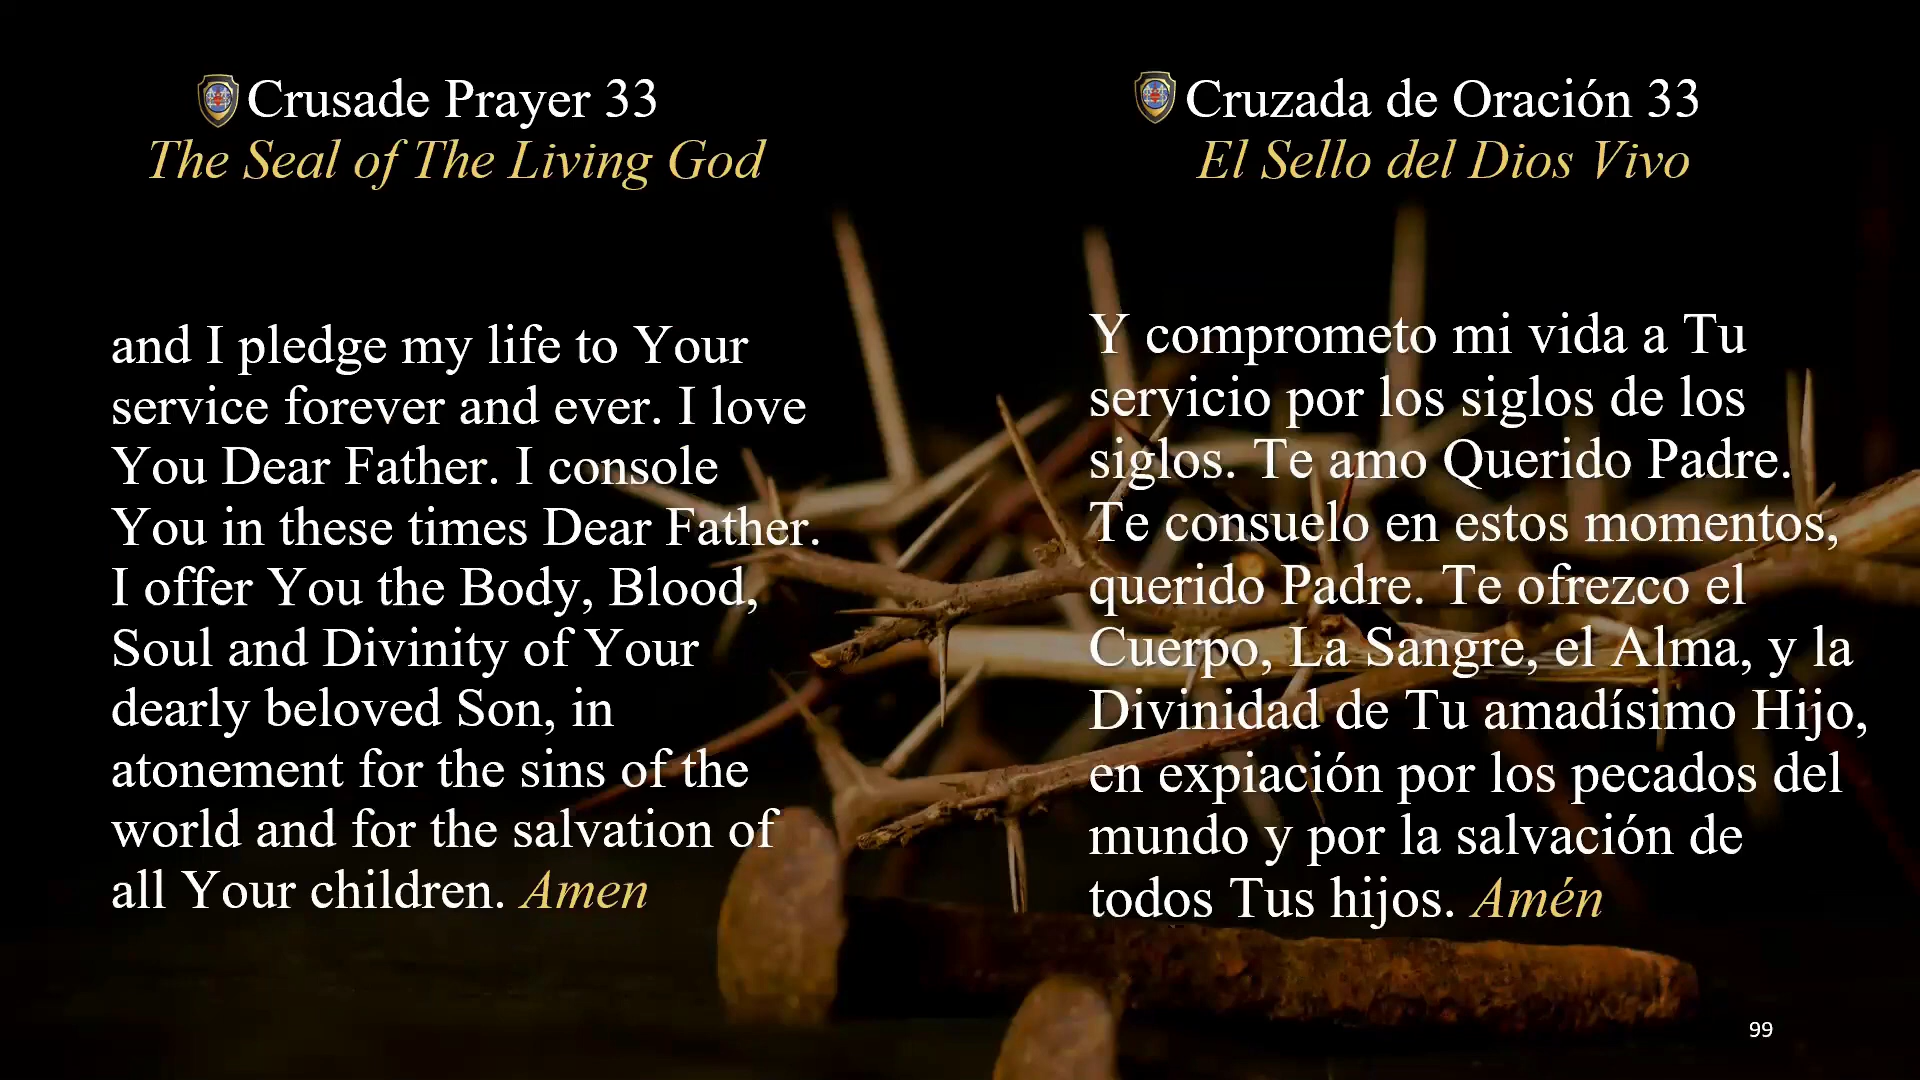 Crusade Prayer 33
The Seal of The Living God
and I pledge my life to Your
service forever and ever. I love
You Dear Father. I console
You in these times Dear Father.
I offer You the Body, Blood,
Soul and Divinity of Your
dearly beloved Son, in
atonement for the sins of the
world and for the salvation of
all Your children. Amen
Cruzada de Oración 33
El Sello del Dios Vivo
Y comprometo mi vida a Tu
servicio por los siglos de los
siglos. Te amo Querido Padre.
Te consuelo en estos momentos,
querido Padre. Te ofrezco el
Cuerpo, La Sangre, el Alma, y la
Divinidad de Tu amadísimo Hijo,
en expiación por los pecados del
mundo y por la salvación de
todos Tus hijos. Amén
99